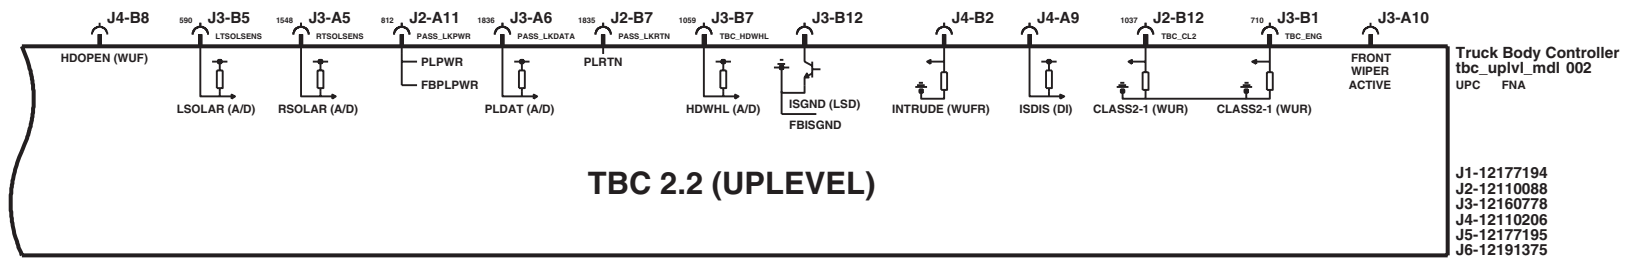 J4-B8 J3-B5 J3-A5 J2-A11 J3-A6 J2-B7 J3-B7 J3-B12 J4-B2 J4-A9 J2-B12 J3-B1 J3-A10
590 1548 812 1836 1835 1059 1037 710
LTSOLSENS RTSOLSENS PASS_LKPWR PASS_LKDATA PASS_LKRTN TBC_HDWHL TBC_CL2 TBC_ENG
HDOPEN (WUF) PLPWR PLRTN FRONT
WIPER
ACTIVE
FBPLPWR
LSOLAR (A/D) RSOLAR (A/D) PLDAT (A/D) HDWHL (A/D) ISGND (LSD) INTRUDE (WUFR) ISDIS (DI) CLASS2-1 (WUR) CLASS2-1 (WUR)
FBISGND
Truck Body Controller
tbc_uplvl_mdl 002
UPC FNA
TBC 2.2 (UPLEVEL)
J1-12177194
J2-12110088
J3-12160778
J4-12110206
J5-12177195
J6-12191375